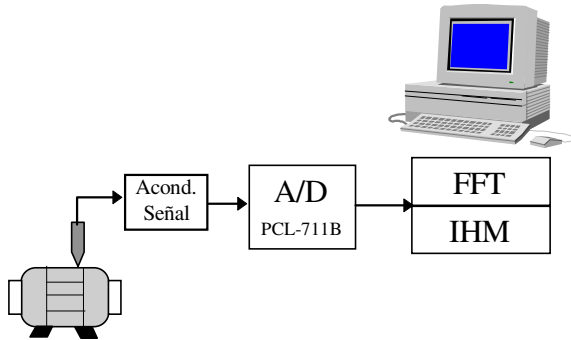 Acond.
Señal
A/D
PCL-711B
FFT
IHM